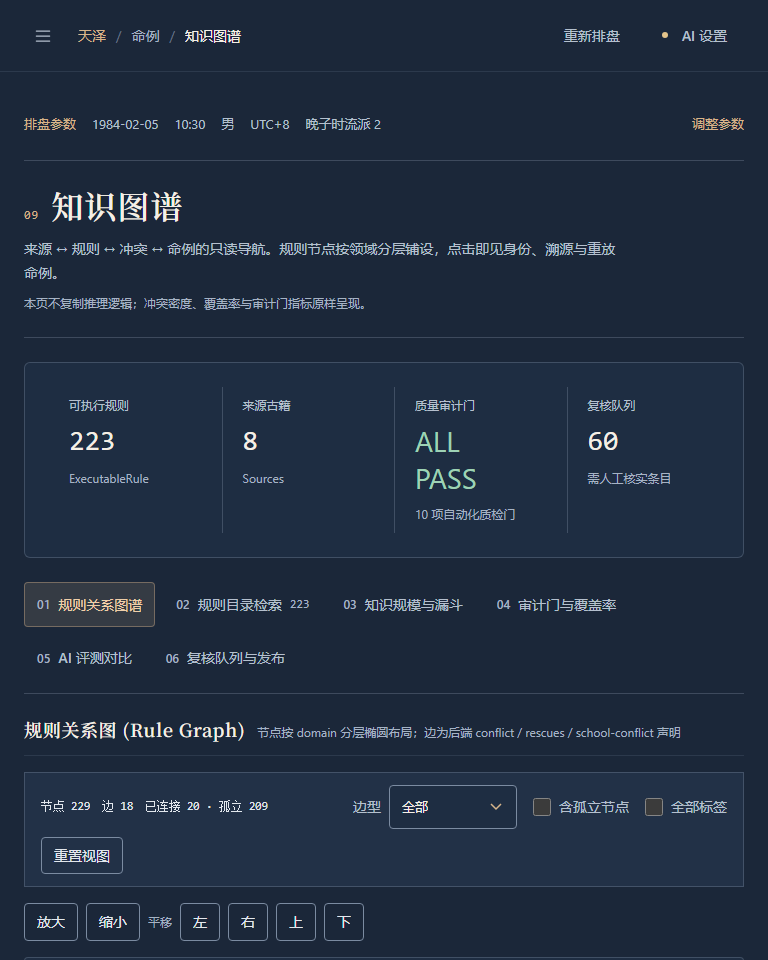 天泽 / 命例 / 知识图谱 重新排盘 AI 设置
排盘参数 1984-02-05 10:30 男 UTC+8 晚子时流派 2 调整参数
09 知识图谱
来源 ↔ 规则 ↔ 冲突 ↔ 命例的只读导航。规则节点按领域分层铺设，点击即见身份、溯源与重放
命例。
本页不复制推理逻辑；冲突密度、覆盖率与审计门指标原样呈现。
可执行规则 来源古籍 质量审计门 复核队列
223 8 ALL 60
PASS
ExecutableRule Sources 需人工核实条目
10 项自动化质检门
01 规则关系图谱 02 规则目录检索 223 03 知识规模与漏斗 04 审计门与覆盖率
05 AI 评测对比 06 复核队列与发布
规则关系图 (Rule Graph) 节点按 domain 分层椭圆布局；边为后端 conflict / rescues / school-conflict 声明
节点 229 边 18 已连接 20 · 孤立 209 边型 全部 含孤立节点 全部标签
重置视图
放大 缩小 平移 左 右 上 下